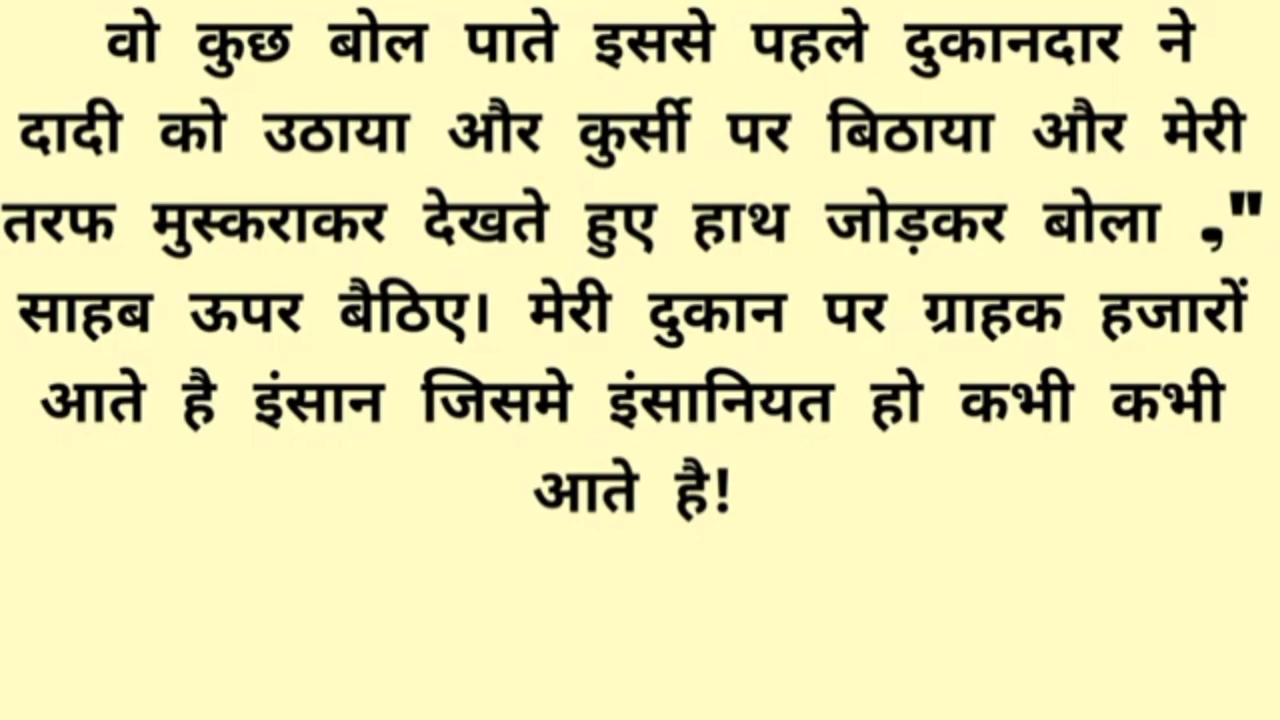 वो कुछ बोल पाते इससे पहले दुकानदार ने
दादी को उठाया और कुर्सी पर बिठाया और मेरी
तरफ मुस्कराकर देखते हुए हाथ जोड़कर बोला ,"
साहब ऊपर बैठिए। मेरी दुकान पर ग्राहक हजारों
आते है इंसान जिसमे इंसानियत हो कभी कभी
आते है!